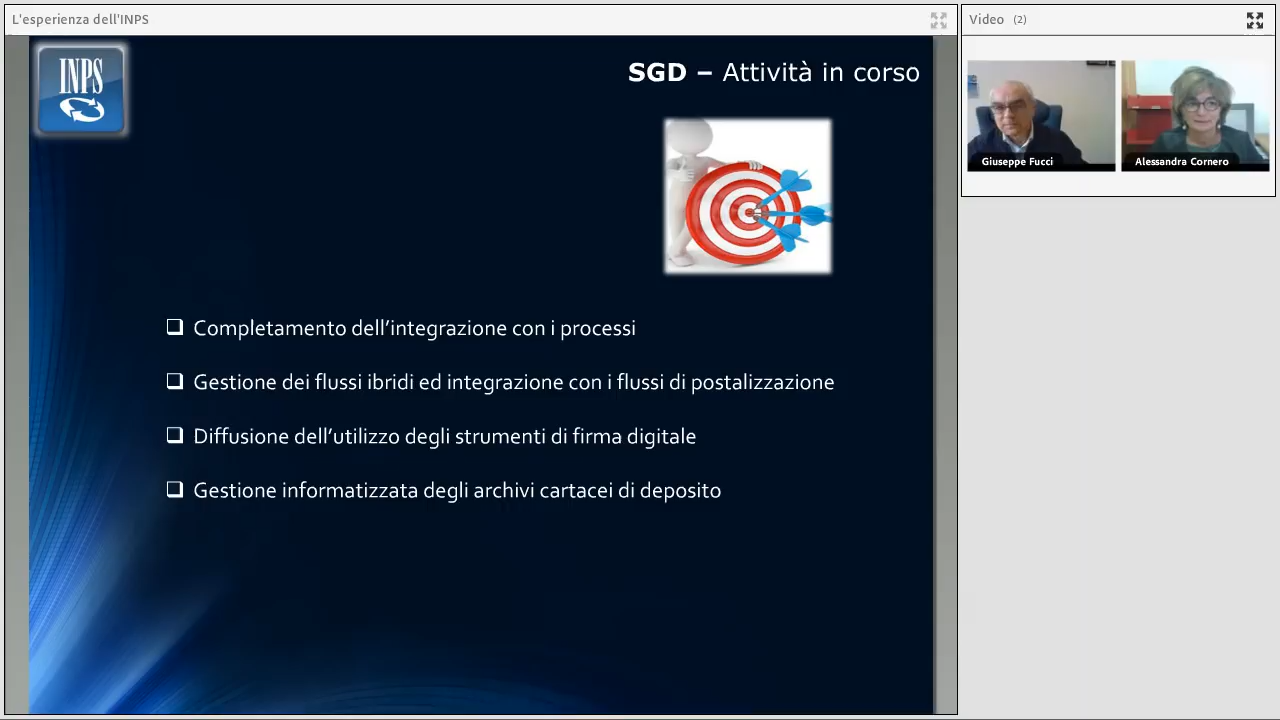 L'esperienza dell'INPS
Video (2)
INPS
SGD – Attività in corso
Giuseppe Fucci
Alessandra Cornero
❑ Completamento dell’integrazione con i processi
❑ Gestione dei flussi ibridi ed integrazione con i flussi di postalizzazione
❑ Diffusione dell’utilizzo degli strumenti di firma digitale
❑ Gestione informatizzata degli archivi cartacei di deposito